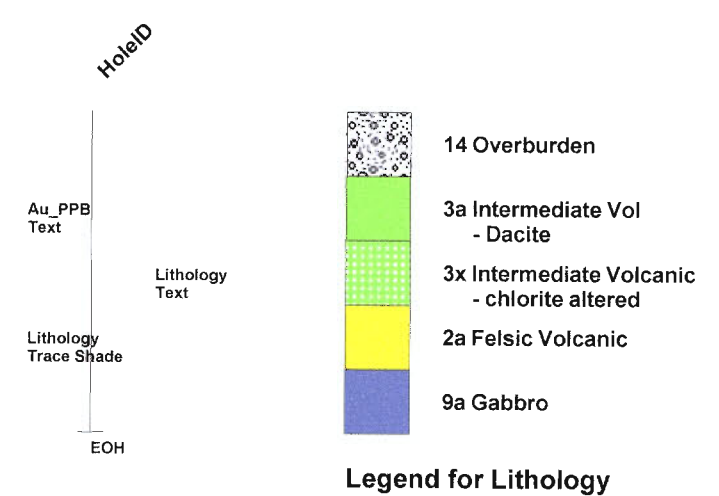 HoleID
Au_PPB
Text
Lithology
Text
Lithology
Trace Shade
EOH
14 Overburden
3a Intermediate Vol
- Dacite
3x Intermediate Volcanic
- chlorite altered
2a Felsic Volcanic
9a Gabbro
Legend for Lithology